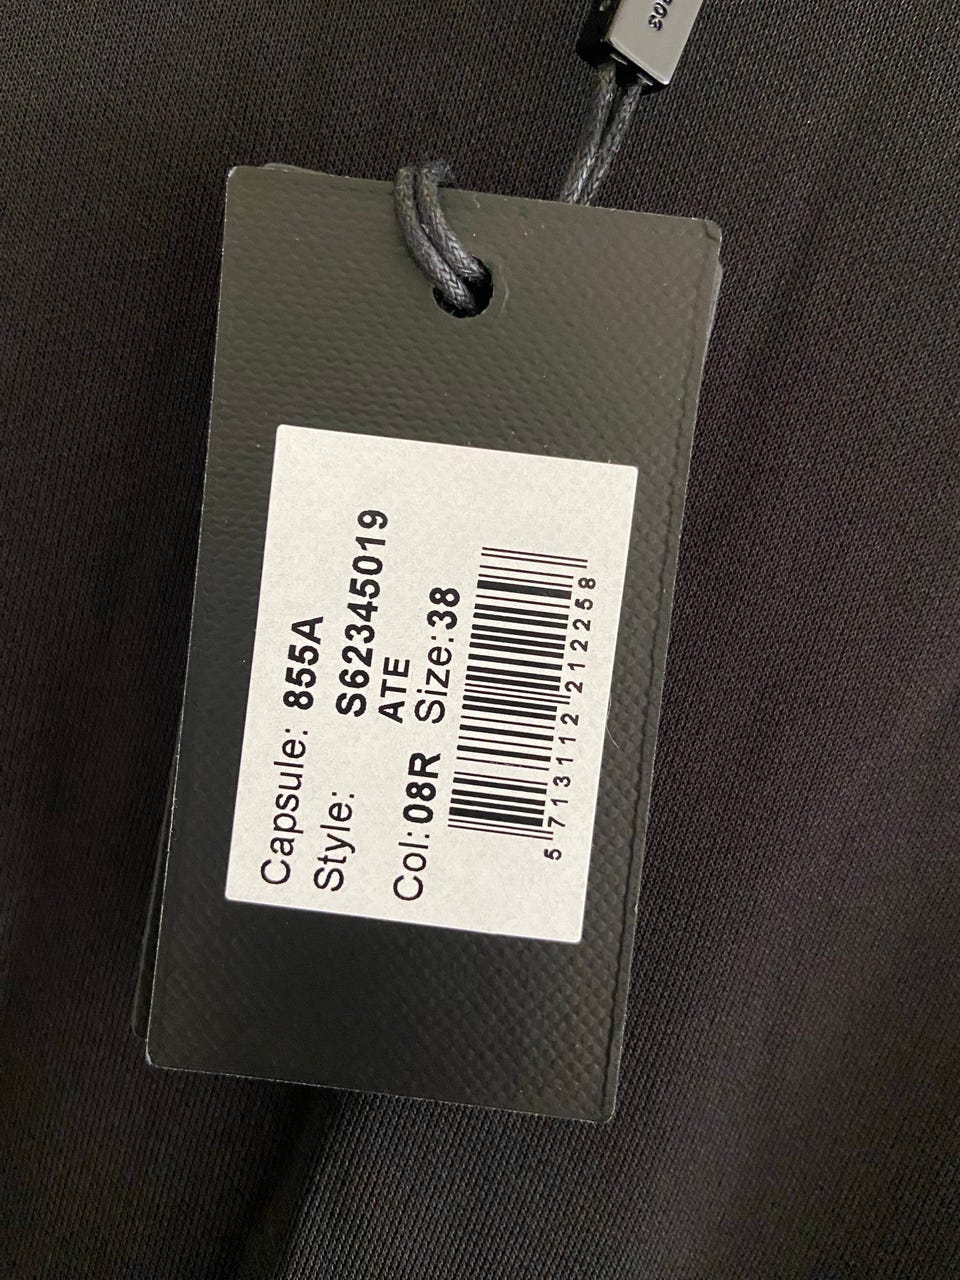 Capsule: 855A
Style: S62345019
ATE
Col: 08R Size: 38
5 713112 212258